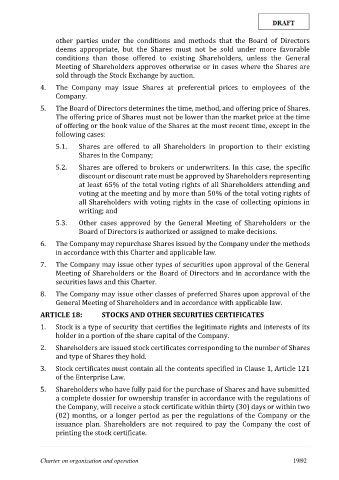 DRAFT
other parties under the conditions and methods that the Board of Directors
deems appropriate, but the Shares must not be sold under more favorable
conditions than those offered to existing Shareholders, unless the General
Meeting of Shareholders approves otherwise or in cases where the Shares are
sold through the Stock Exchange by auction.
4. The Company may issue Shares at preferential prices to employees of the
Company.
5. The Board of Directors determines the time, method, and offering price of Shares.
The offering price of Shares must not be lower than the market price at the time
of offering or the book value of the Shares at the most recent time, except in the
following cases:
5.1. Shares are offered to all Shareholders in proportion to their existing
Shares in the Company;
5.2. Shares are offered to brokers or underwriters. In this case, the specific
discount or discount rate must be approved by Shareholders representing
at least 65% of the total voting rights of all Shareholders attending and
voting at the meeting and by more than 50% of the total voting rights of
all Shareholders with voting rights in the case of collecting opinions in
writing; and
5.3. Other cases approved by the General Meeting of Shareholders or the
Board of Directors is authorized or assigned to make decisions.
6. The Company may repurchase Shares issued by the Company under the methods
in accordance with this Charter and applicable law.
7. The Company may issue other types of securities upon approval of the General
Meeting of Shareholders or the Board of Directors and in accordance with the
securities laws and this Charter.
8. The Company may issue other classes of preferred Shares upon approval of the
General Meeting of Shareholders and in accordance with applicable law.
ARTICLE 18: STOCKS AND OTHER SECURITIES CERTIFICATES
1. Stock is a type of security that certifies the legitimate rights and interests of its
holder in a portion of the share capital of the Company.
2. Shareholders are issued stock certificates corresponding to the number of Shares
and type of Shares they hold.
3. Stock certificates must contain all the contents specified in Clause 1, Article 121
of the Enterprise Law.
5. Shareholders who have fully paid for the purchase of Shares and have submitted
a complete dossier for ownership transfer in accordance with the regulations of
the Company, will receive a stock certificate within thirty (30) days or within two
(02) months, or a longer period as per the regulations of the Company or the
issuance plan. Shareholders are not required to pay the Company the cost of
printing the stock certificate.
Charter on organization and operation 19/92